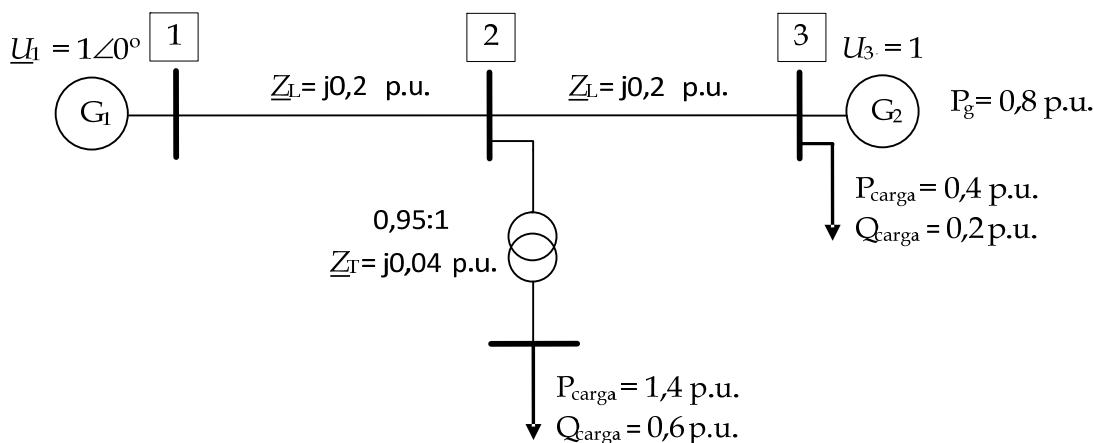 U1 = 1∠0º
1
2
3
U3 = 1
G1
ZL= j0,2 p.u.
ZL= j0,2 p.u.
G2
Pg= 0,8 p.u.
Pcarga = 0,4 p.u.
Qcarga = 0,2 p.u.
0,95:1
ZT= j0,04 p.u.
Pcarga = 1,4 p.u.
Qcarga = 0,6 p.u.